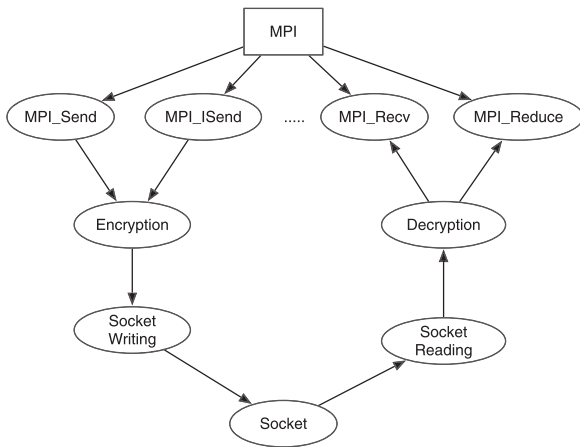 MPI
MPI_Send
MPI_ISend
.....
MPI_Recv
MPI_Reduce
Encryption
Decryption
Socket
Writing
Socket
Reading
Socket